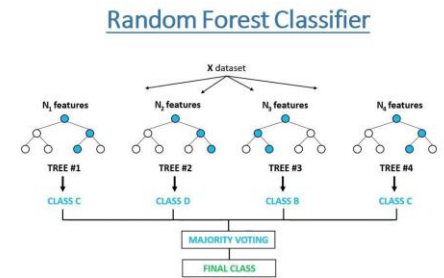 Random Forest Classifier
X dataset
N₁ features N₂ features N₃ features N₄ features
TREE #1 TREE #2 TREE #3 TREE #4
CLASS C CLASS D CLASS B CLASS C
MAJORITY VOTING
FINAL CLASS